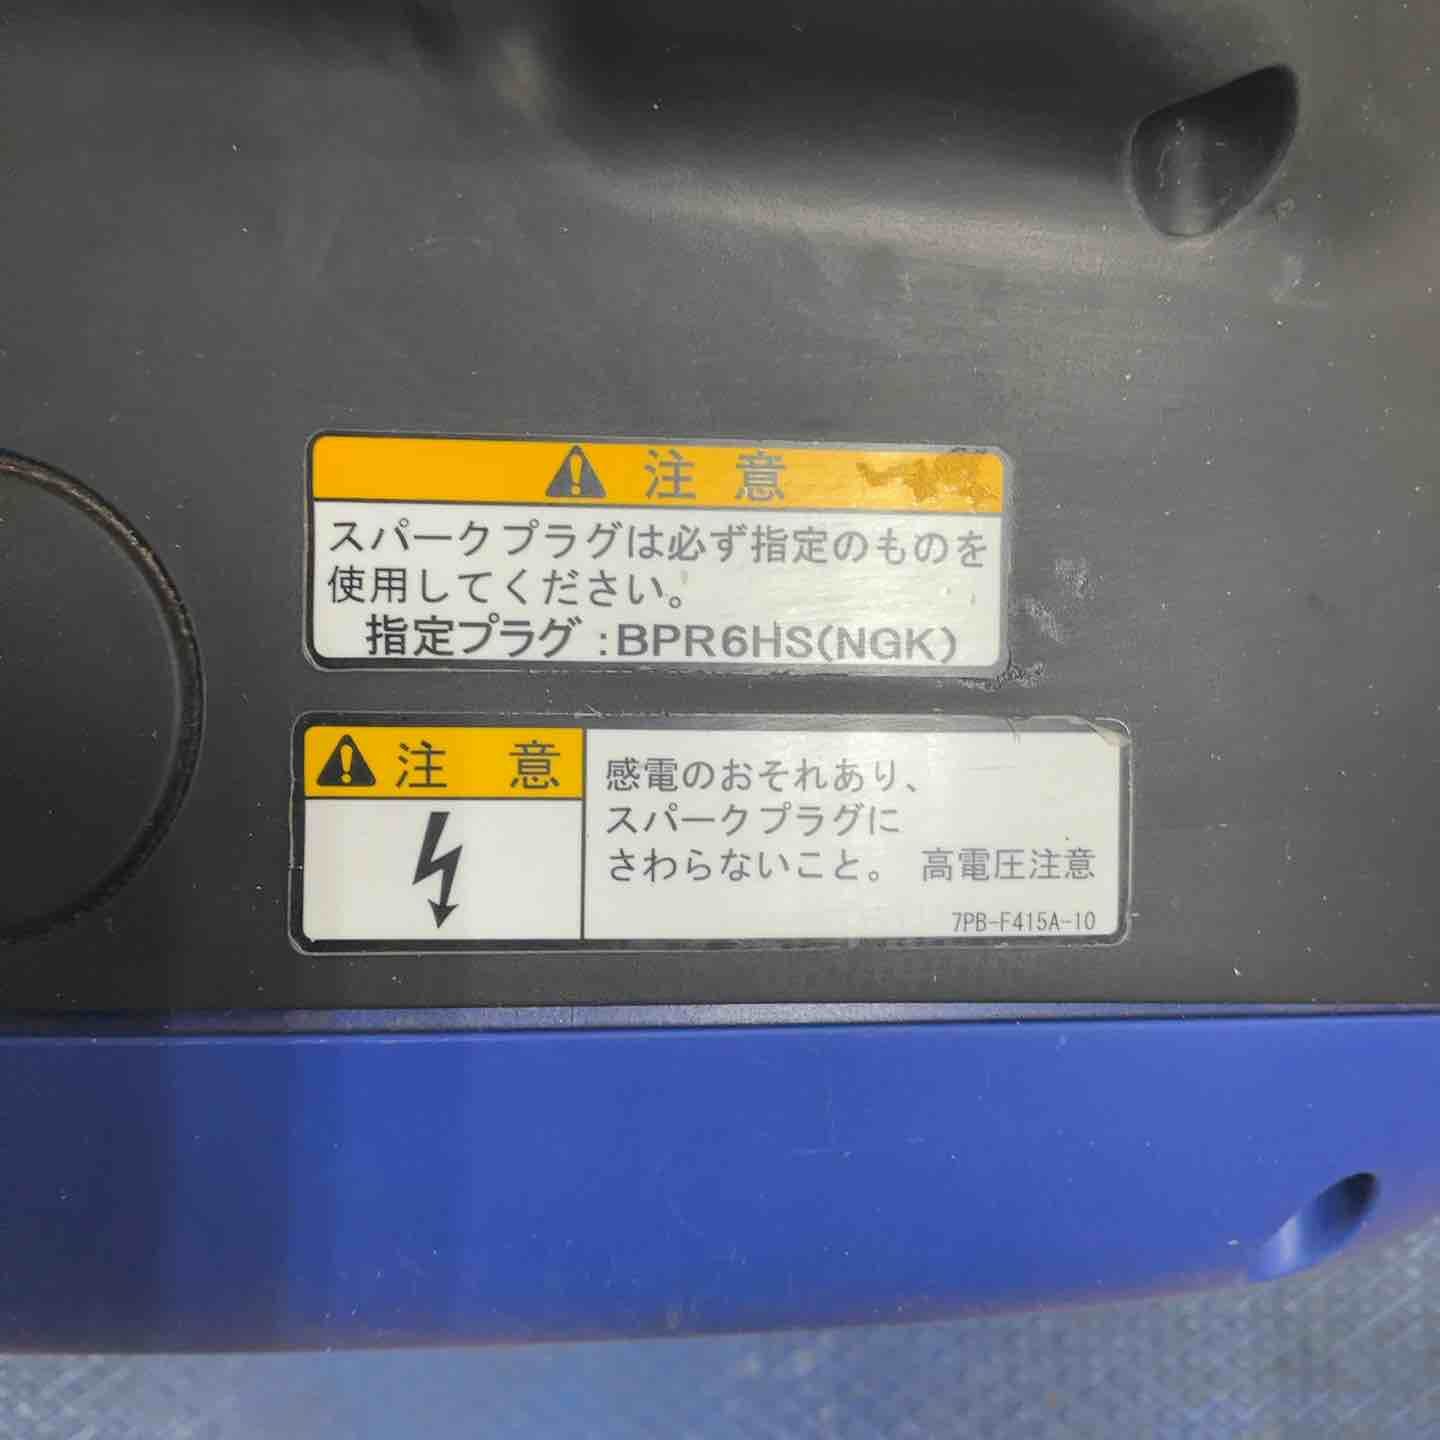 注 意
スパークプラグは必ず指定のものを
使用してください。
指定プラグ:BPR6HS(NGK)
注 意
感電のおそれあり、
スパークプラグに
さわらないこと。 高電圧注意
7PB-F415A-10